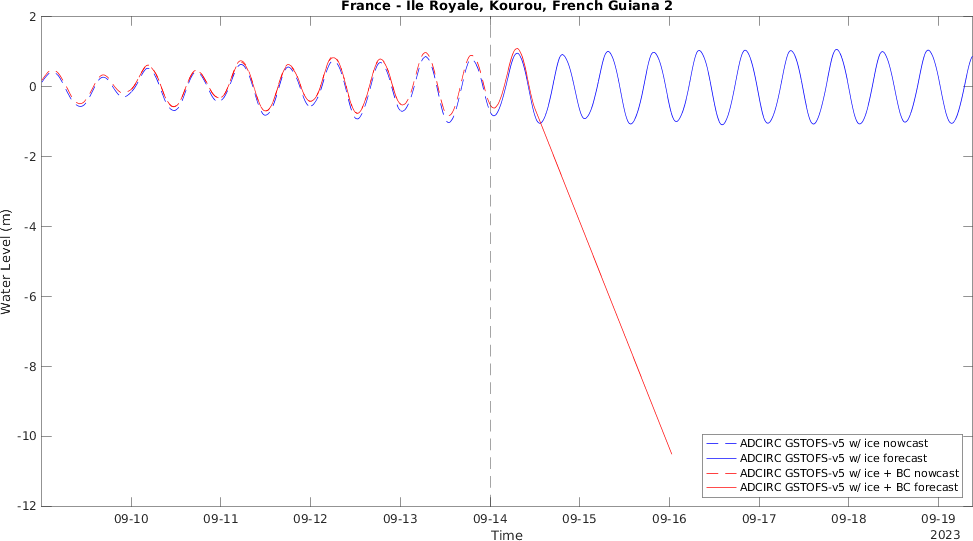 France - Ile Royale, Kourou, French Guiana 2
2
0
-2
-4
-6
-8
-10
-12
Water Level (m)
09-10 09-11 09-12 09-13 09-14 09-15 09-16 09-17 09-18 09-19
Time
2023
ADCIRC GSTOFS-v5 w/ ice nowcast
ADCIRC GSTOFS-v5 w/ ice forecast
ADCIRC GSTOFS-v5 w/ ice + BC nowcast
ADCIRC GSTOFS-v5 w/ ice + BC forecast